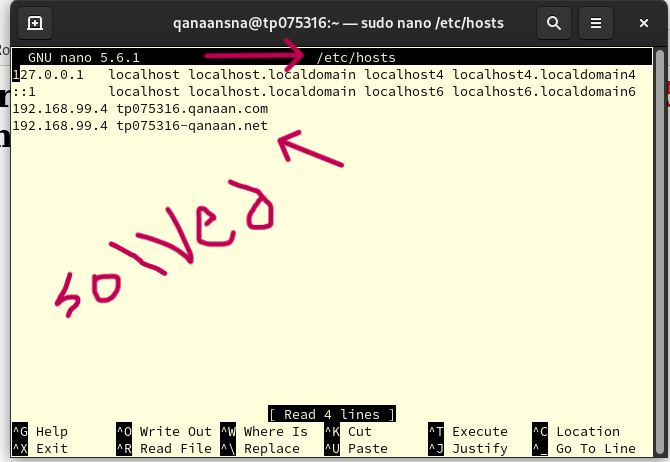 qanaansna@tp075316:~ — sudo nano /etc/hosts
GNU nano 5.6.1 /etc/hosts
127.0.0.1 localhost localhost.localdomain localhost4 localhost4.localdomain4
::1 localhost localhost.localdomain localhost6 localhost6.localdomain6
192.168.99.4 tp075316.qanaan.com
192.168.99.4 tp075316-qanaan.net
solved
[ Read 4 lines ]
^G Help ^O Write Out ^W Where Is ^K Cut ^T Execute ^C Location
^X Exit ^R Read File ^\ Replace ^U Paste ^J Justify ^_ Go To Line